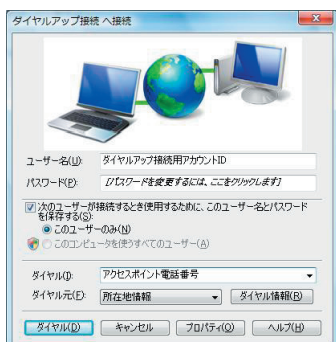 ダイヤルアップ接続 へ接続
ユーザー名(U): ダイヤルアップ接続用アカウントID
パスワード(P): [パスワードを変更するには、ここをクリックします]
次のユーザーが接続するとき使用するために、このユーザー名とパスワード
を保存する(S):
このユーザーのみ(N)
このコンピュータを使うすべてのユーザー(A)
ダイヤル(I): アクセスポイント電話番号
ダイヤル元(E): 所在地情報 ダイヤル情報(R)
ダイヤル(D) キャンセル プロパティ(O) ヘルプ(H)